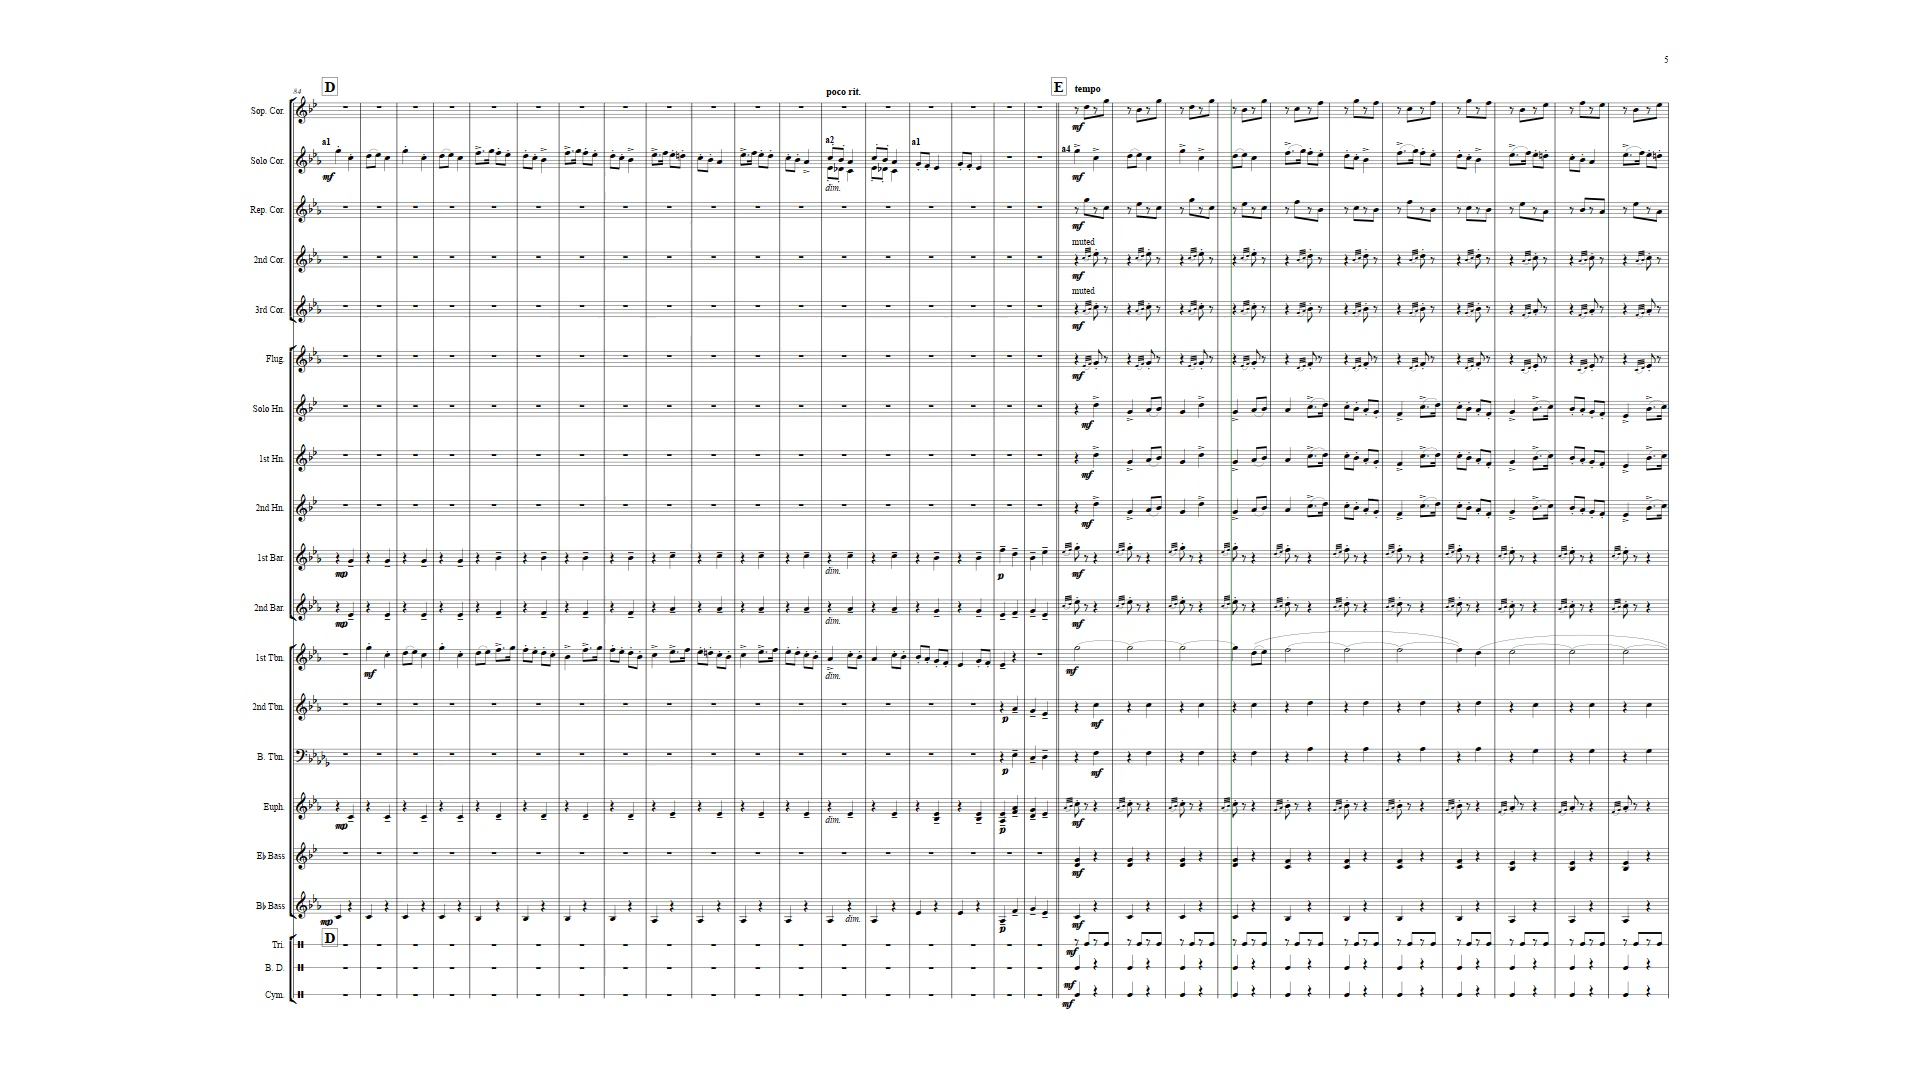 5
84
D
poco rit.
E
tempo
Sop. Cor.
mf
a1
a2
a1
a4
Solo Cor.
mf
dim.
mf
Rep. Cor.
mf
muted
2nd Cor.
mf
muted
3rd Cor.
mf
Flug.
mf
Solo Hn.
mf
1st Hn.
mf
2nd Hn.
mf
1st Bar.
mp
dim.
p
mf
2nd Bar.
mp
dim.
mf
1st Tbn.
mf
dim.
mf
2nd Tbn.
p
mf
B. Tbn.
p
mf
Euph.
mp
dim.
p
mf
E♭ Bass
mf
B♭ Bass
mp
dim.
p
mf
D
Tri.
mf
B. D.
mf
Cym.
mf